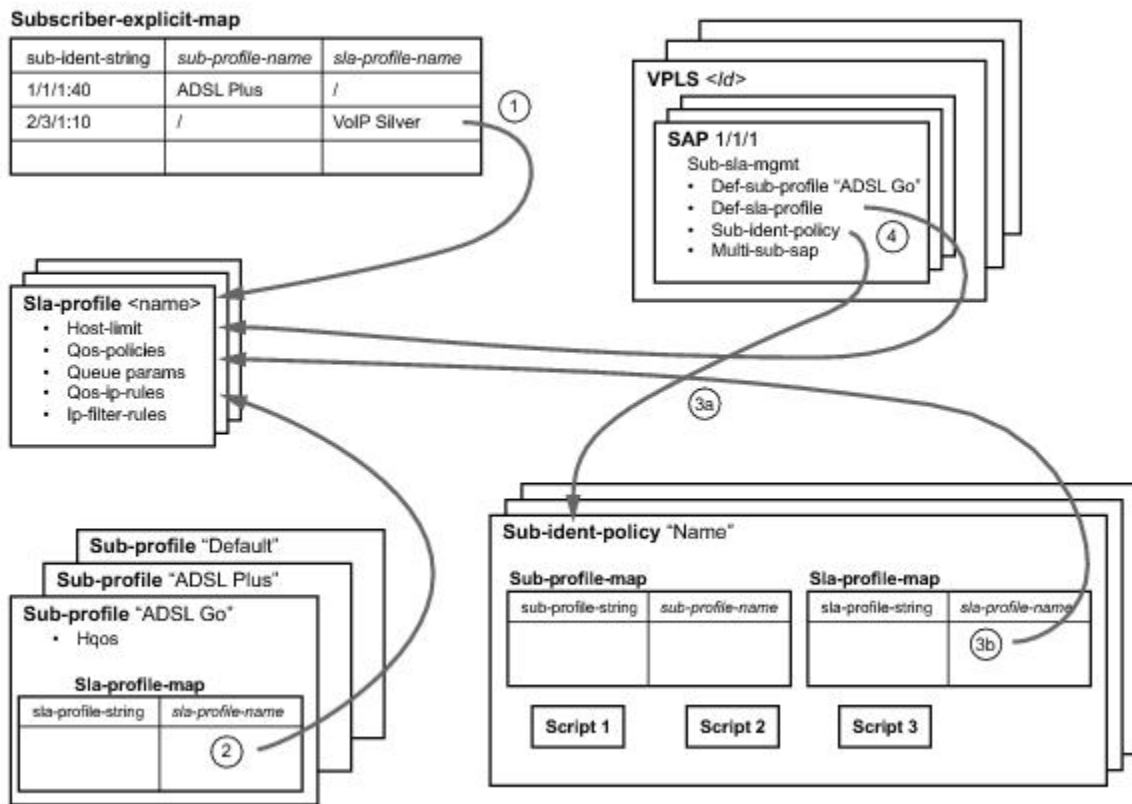 Subscriber-explicit-map
sub-ident-string sub-profile-name sla-profile-name
1/1/1:40 ADSL Plus /
2/3/1:10 / VoIP Silver
1
VPLS <Id>
SAP 1/1/1
Sub-sla-mgmt
• Def-sub-profile “ADSL Go”
• Def-sla-profile
• Sub-ident-policy
• Multi-sub-sap
4
Sla-profile <name>
• Host-limit
• Qos-policies
• Queue params
• Qos-ip-rules
• Ip-filter-rules
3a
Sub-profile “Default”
Sub-profile “ADSL Plus”
Sub-profile “ADSL Go”
• Hqos
Sla-profile-map
sla-profile-string sla-profile-name
2
Sub-ident-policy “Name”
Sub-profile-map
sub-profile-string sub-profile-name
Sla-profile-map
sla-profile-string sla-profile-name
3b
Script 1
Script 2
Script 3